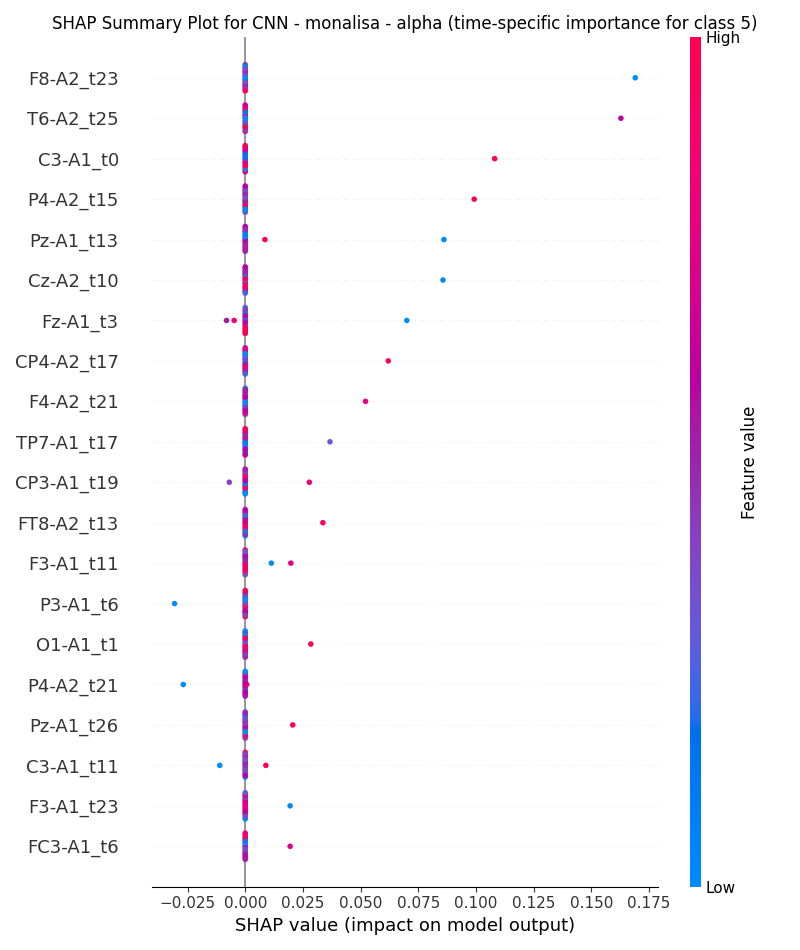 SHAP Summary Plot for CNN - monalisa - alpha (time-specific importance for class 5)
High
F8-A2_t23
T6-A2_t25
C3-A1_t0
P4-A2_t15
Pz-A1_t13
Cz-A2_t10
Fz-A1_t3
CP4-A2_t17
F4-A2_t21
TP7-A1_t17
CP3-A1_t19
FT8-A2_t13
F3-A1_t11
P3-A1_t6
O1-A1_t1
P4-A2_t21
Pz-A1_t26
C3-A1_t11
F3-A1_t23
FC3-A1_t6
Feature value
Low
−0.025 0.000 0.025 0.050 0.075 0.100 0.125 0.150 0.175
SHAP value (impact on model output)